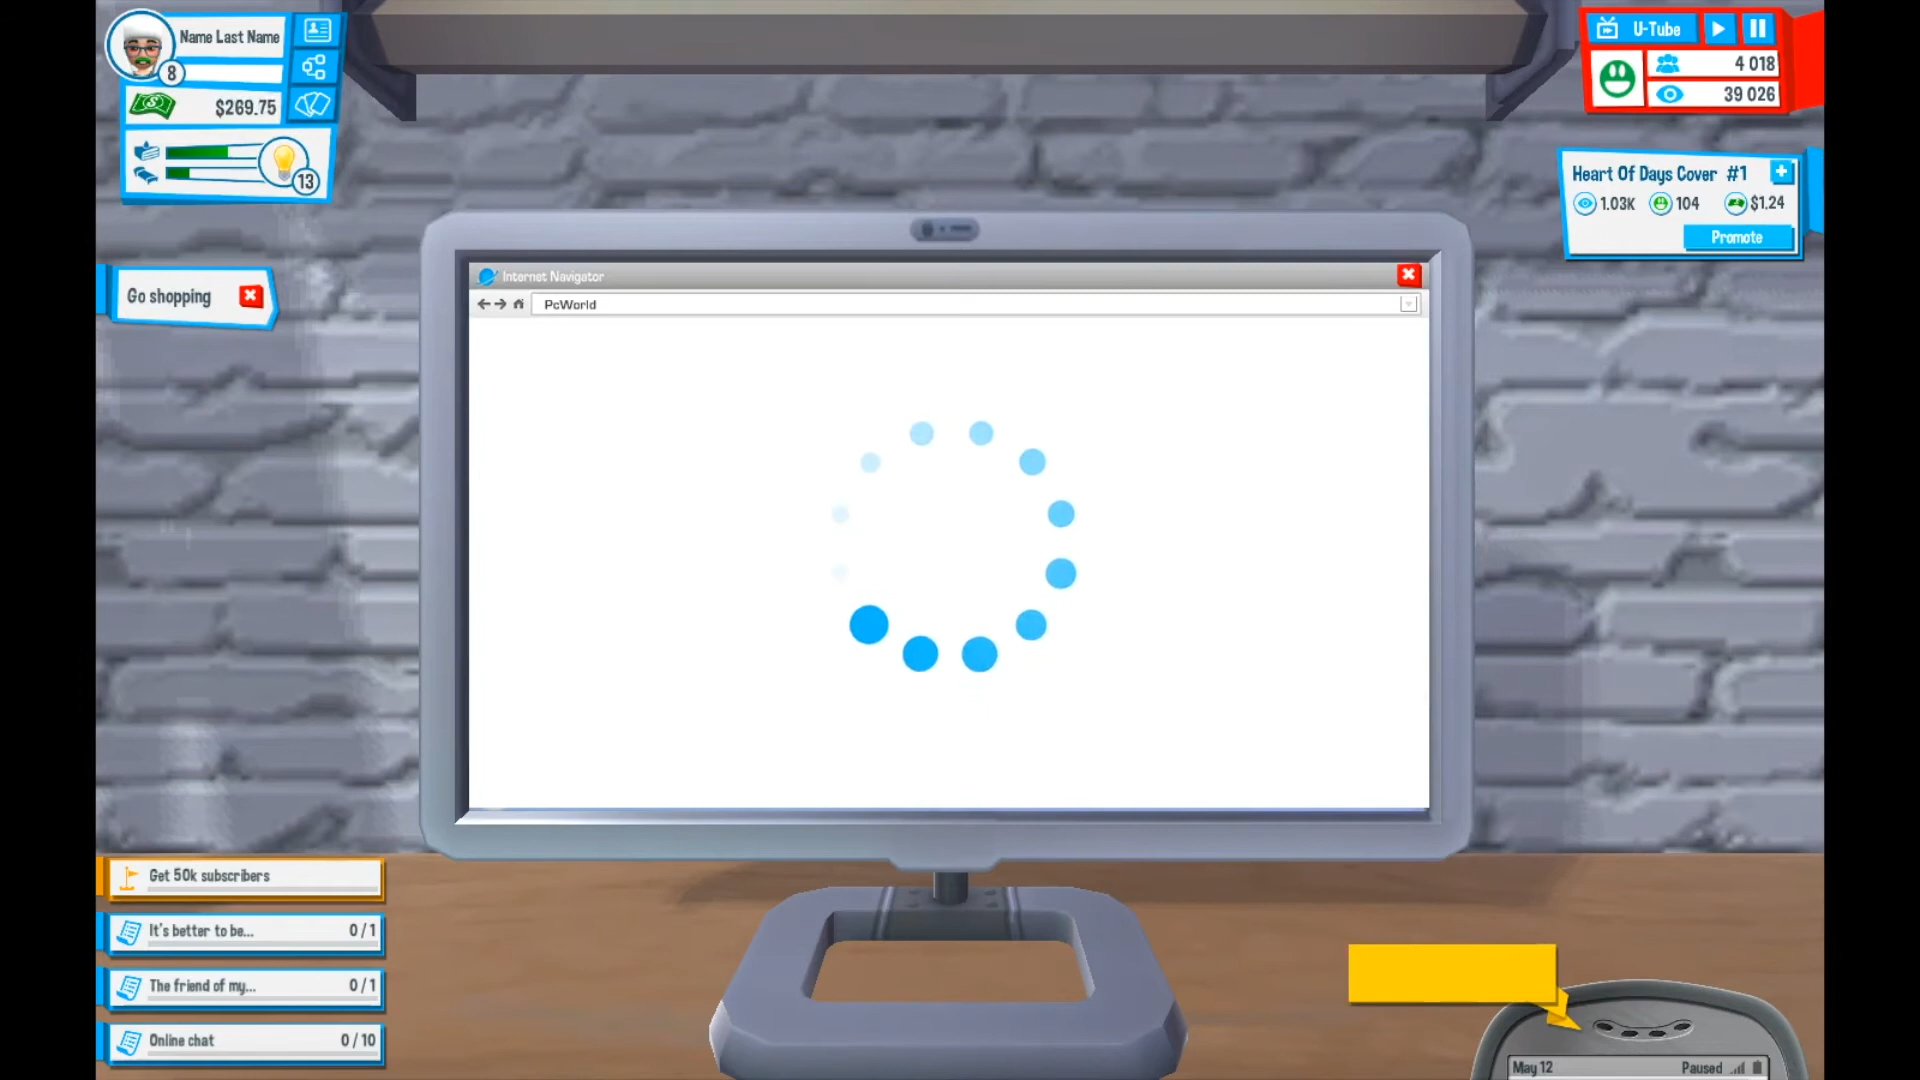 Name Last Name
8
$269.75
13
U-Tube
4 018
39 026
Heart Of Days Cover #1
1.03K 104 $1.24
Promote
Go shopping
Internet Navigator
PcWorld
Get 50k subscribers
It's better to be... 0/1
The friend of my... 0/1
Online chat 0/10
May 12 Paused